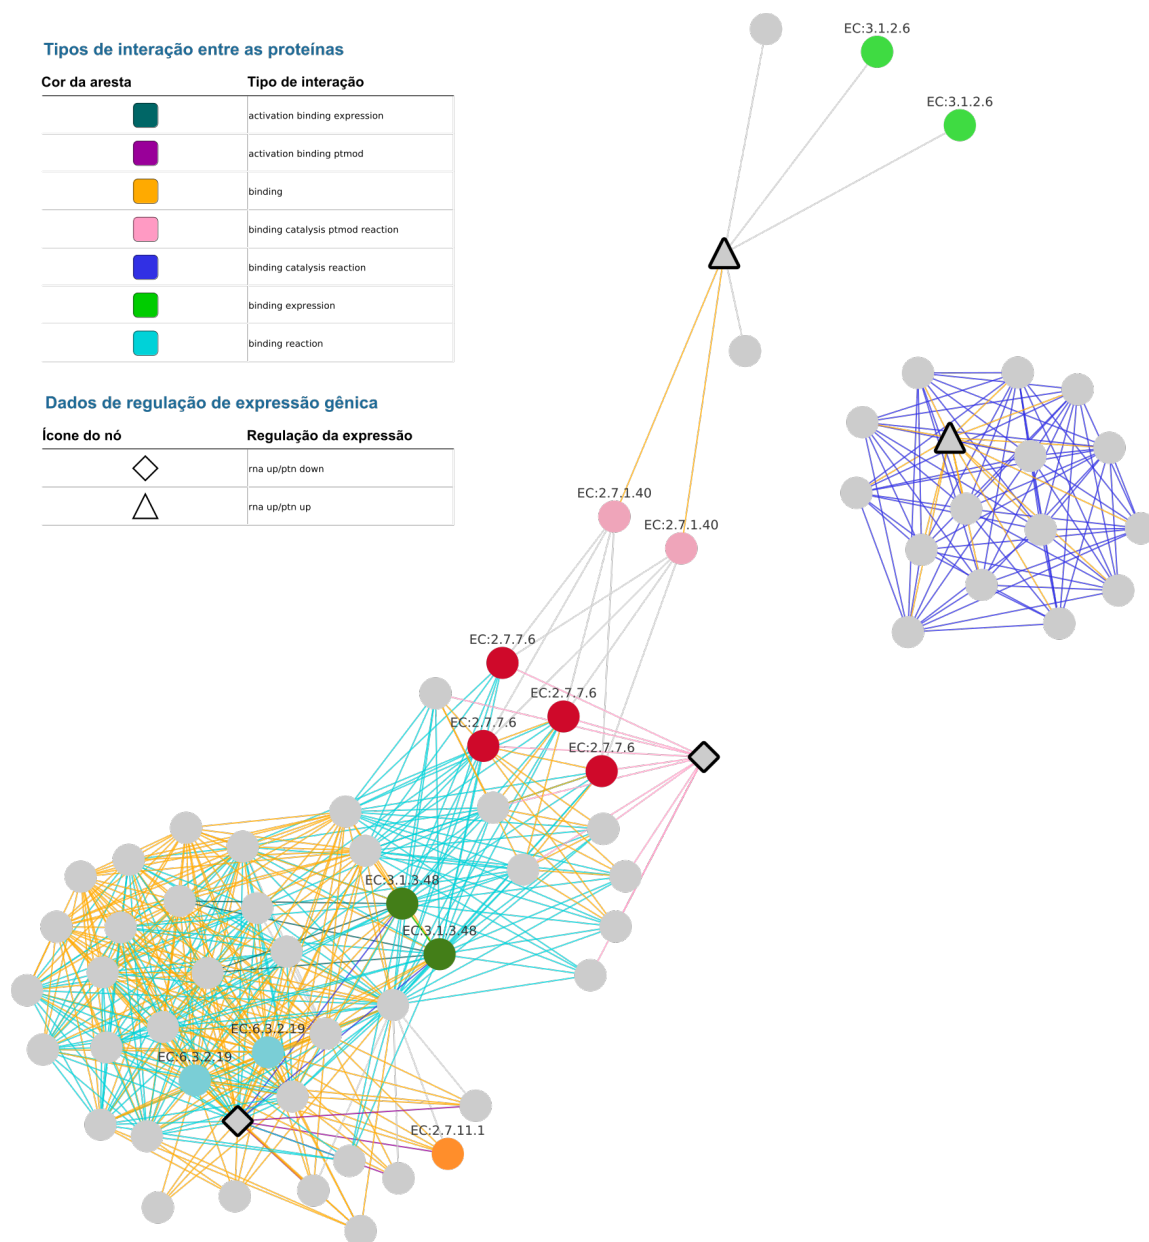 Tipos de interação entre as proteínas
Cor da aresta Tipo de interação
activation binding expression
activation binding ptmod
binding
binding catalysis ptmod reaction
binding catalysis reaction
binding expression
binding reaction
Dados de regulação de expressão gênica
Ícone do nó Regulação da expressão
rna up/ptn down
rna up/ptn up
EC:3.1.2.6
EC:3.1.2.6
EC:2.7.1.40
EC:2.7.1.40
EC:2.7.7.6
EC:2.7.7.6
EC:2.7.7.6
EC:2.7.7.6
EC:3.1.3.48
EC:3.1.3.48
EC:6.3.2.19
EC:6.3.2.19
EC:2.7.11.1